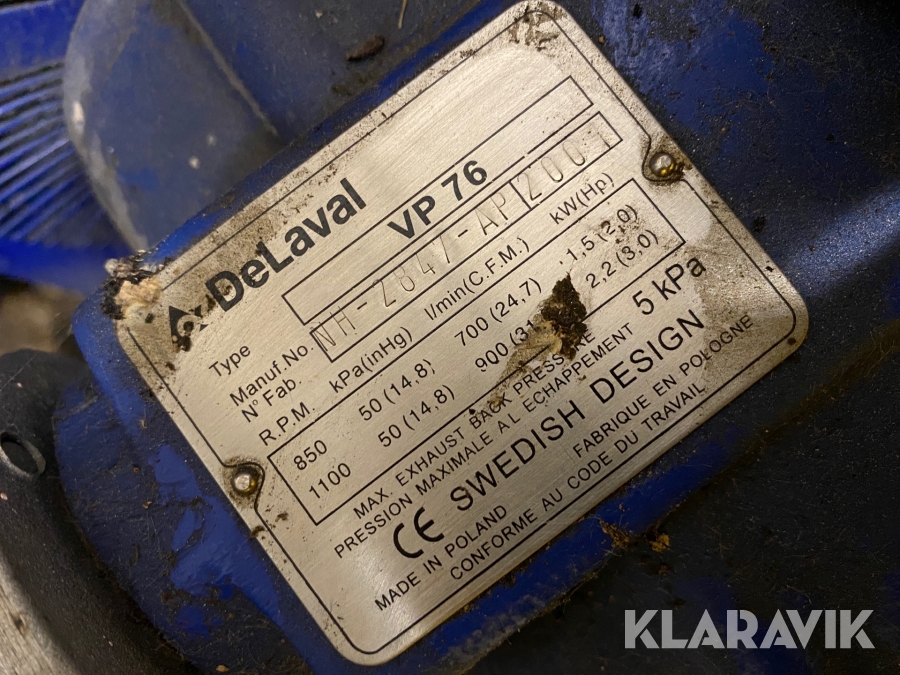 DeLaval
Type VP 76
Manuf.No. NH-2847-AP 2001
N° Fab.
R.P.M. kPa(inHg) l/min(C.F.M.) kW(Hp)
850 50 (14,8) 700 (24,7) 1,5 (2,0)
1100 50 (14,8) 900 2,2 (3,0)
MAX. EXHAUST BACK PRESSURE
PRESSION MAXIMALE AL ECHAPPEMENT 5 kPa
CE SWEDISH DESIGN
MADE IN POLAND FABRIQUE EN POLOGNE
CONFORME AU CODE DU TRAVAIL
KLARAVIK